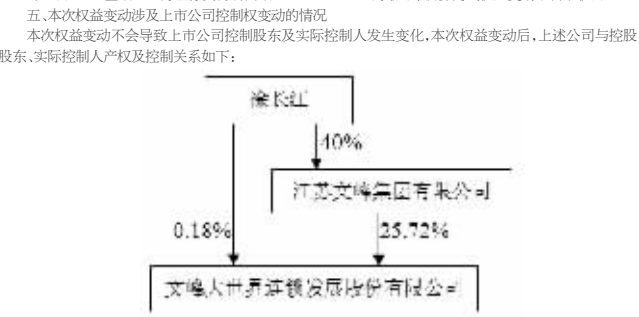 五、本次权益变动涉及上市公司控制权变动的情况
本次权益变动不会导致上市公司控制股东及实际控制人发生变化,本次权益变动后,上述公司与控股
股东、实际控制人产权及控制关系如下:
徐长江
40%
江苏文峰集团有限公司
0.18%
25.72%
文峰大世界连锁发展股份有限公司